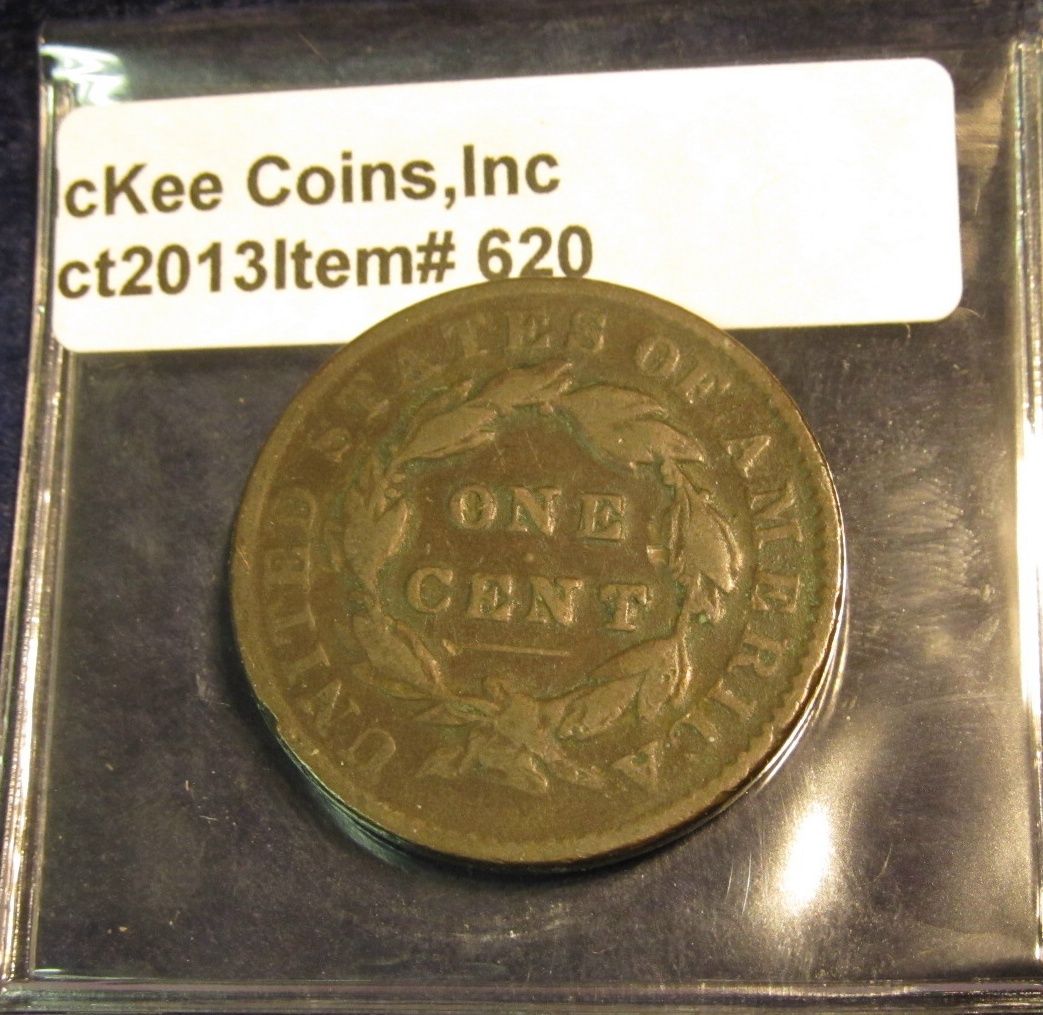 cKee Coins,Inc
ct2013Item# 620
UNITED STATES OF AMERICA
ONE
CENT